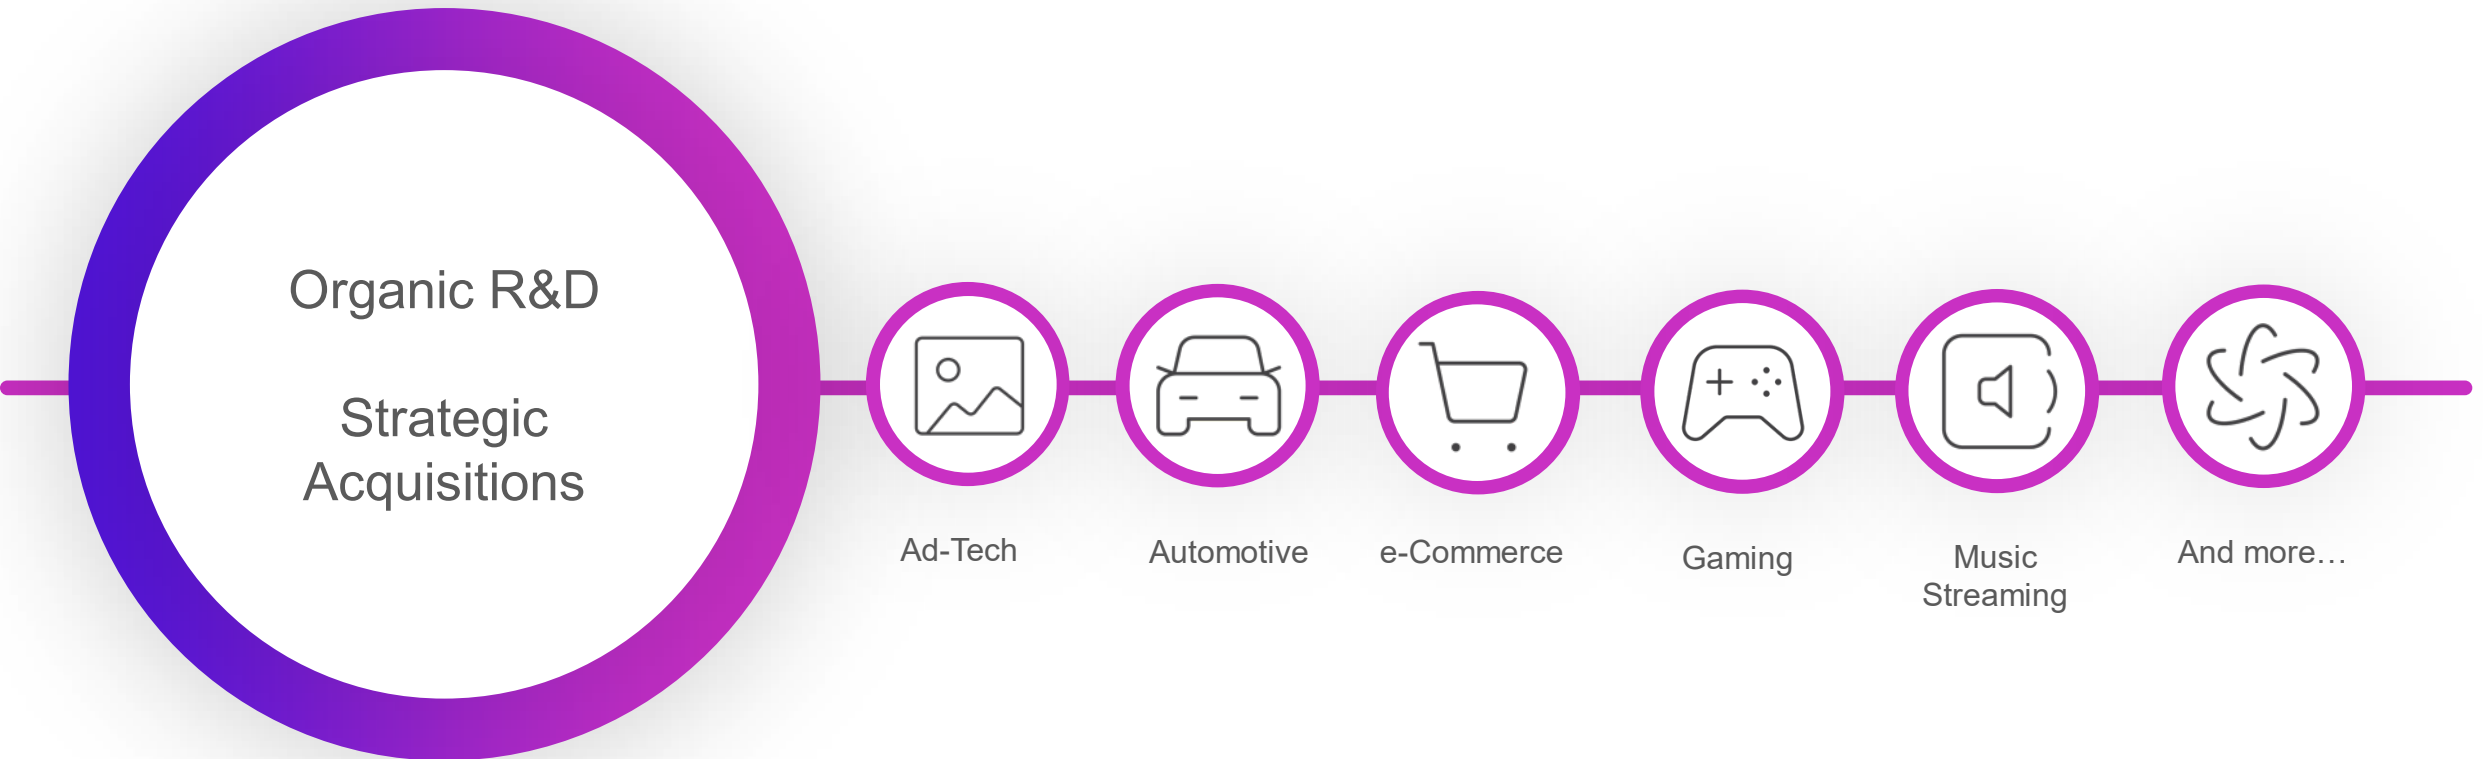 Organic R&D
Strategic
Acquisitions
Ad-Tech
Automotive
e-Commerce
Gaming
Music
Streaming
And more…